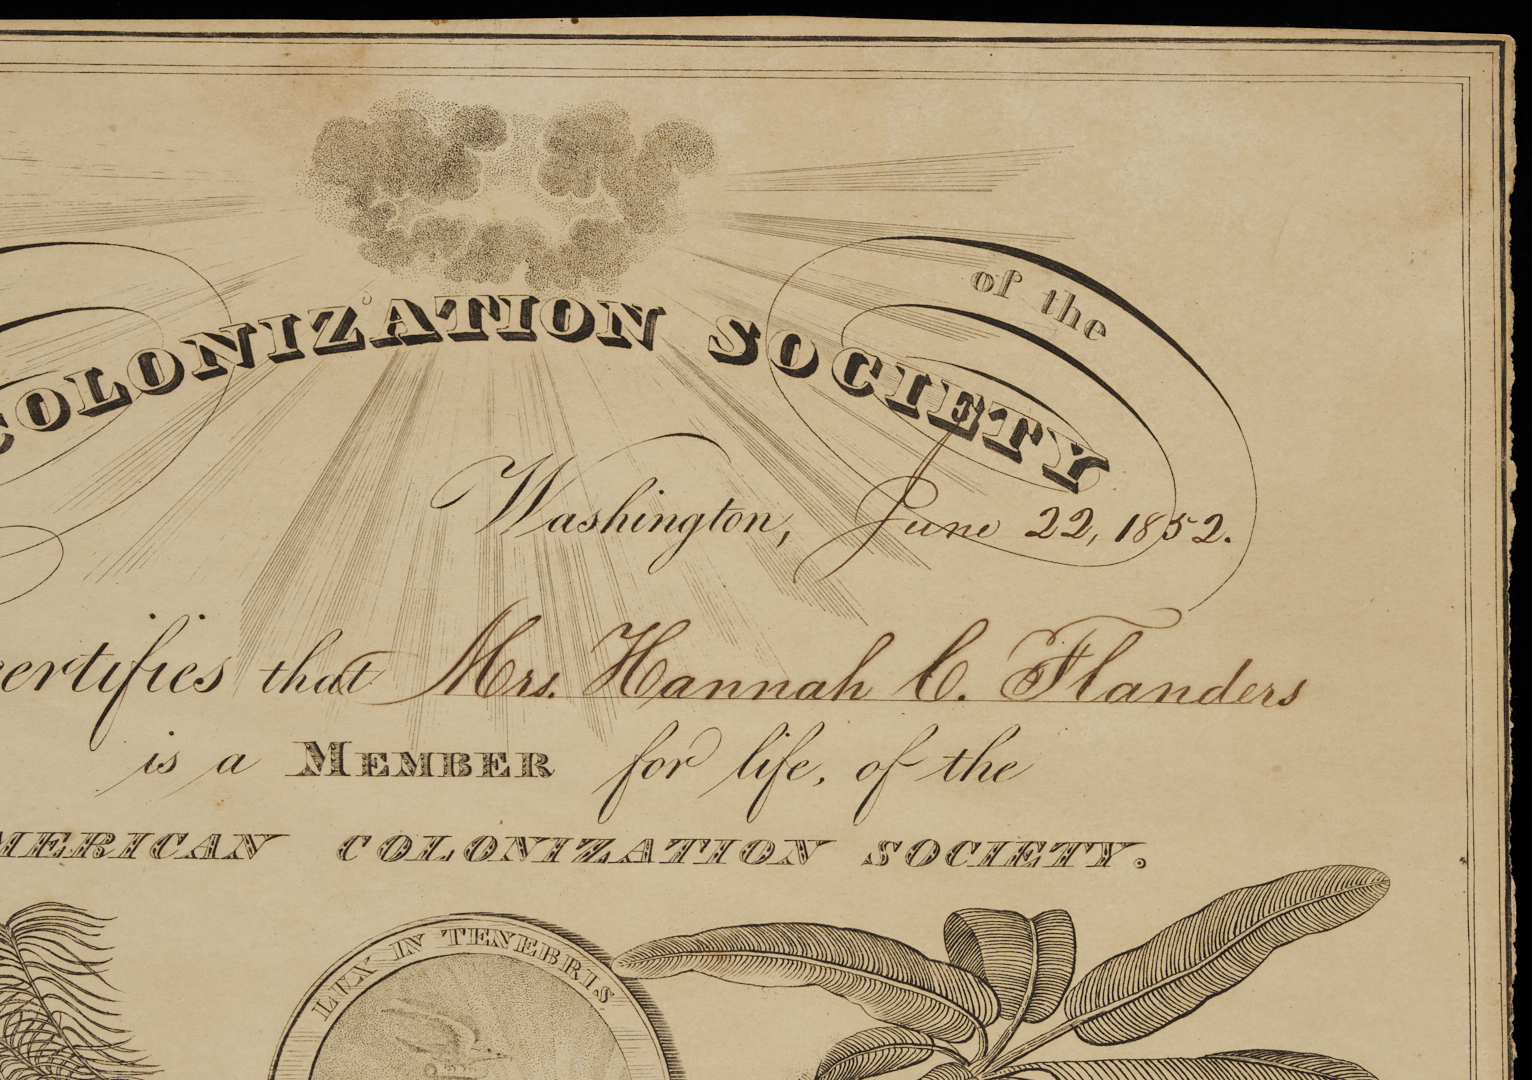 of the
COLONIZATION SOCIETY
Washington, June 22, 1852.
certifies that Mrs. Hannah C. Flanders
is a MEMBER for life, of the
MERICAN COLONIZATION SOCIETY.
LUX IN TENEBRIS